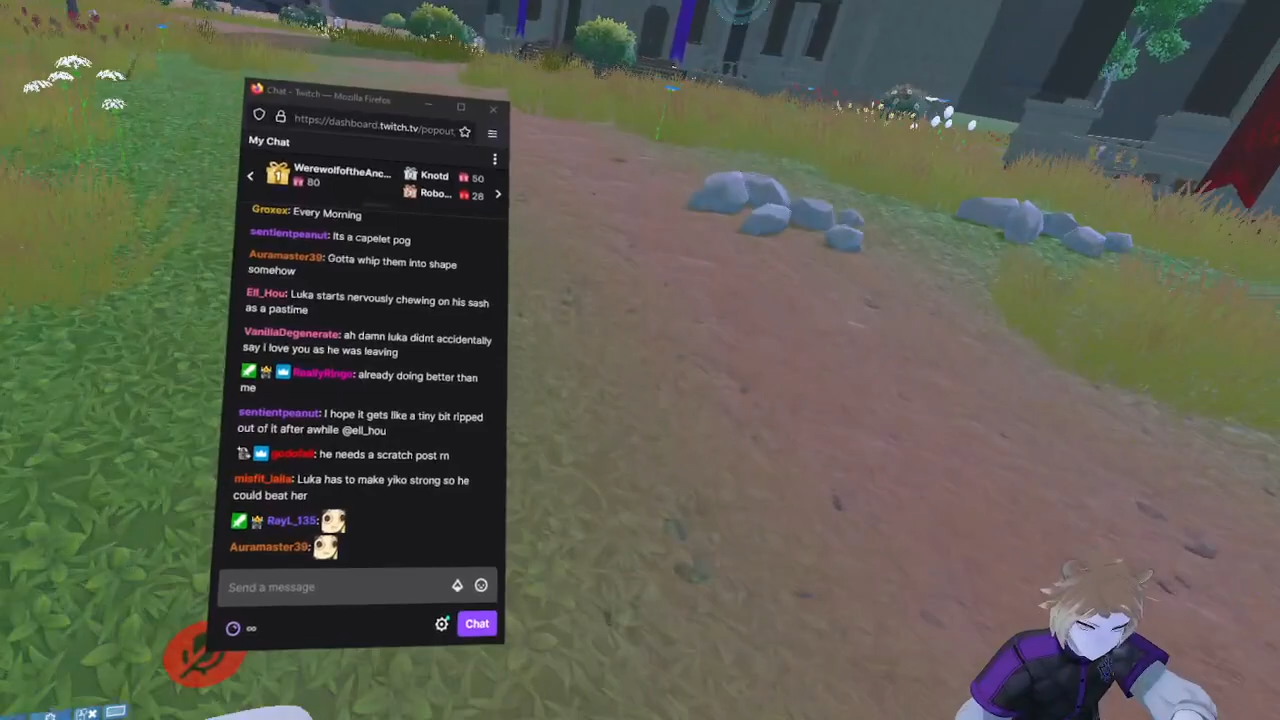 Chat - Twitch — Mozilla Firefox
https://dashboard.twitch.tv/popout
My Chat
WerewolfoftheAnc... 80
Knotd 50
Robo... 28
Groxex: Every Morning
sentientpeanut: Its a capelet pog
Auramaster39: Gotta whip them into shape
somehow
Ell_Hou: Luka starts nervously chewing on his sash
as a pastime
VanillaDegenerate: ah damn luka didnt accidentally
say i love you as he was leaving
ReallyRingo: already doing better than
me
sentientpeanut: I hope it gets like a tiny bit ripped
out of it after awhile @ell_hou
he needs a scratch post rn
misfit_laila: Luka has to make yiko strong so he
could beat her
RayL_135:
Auramaster39:
Send a message
Chat